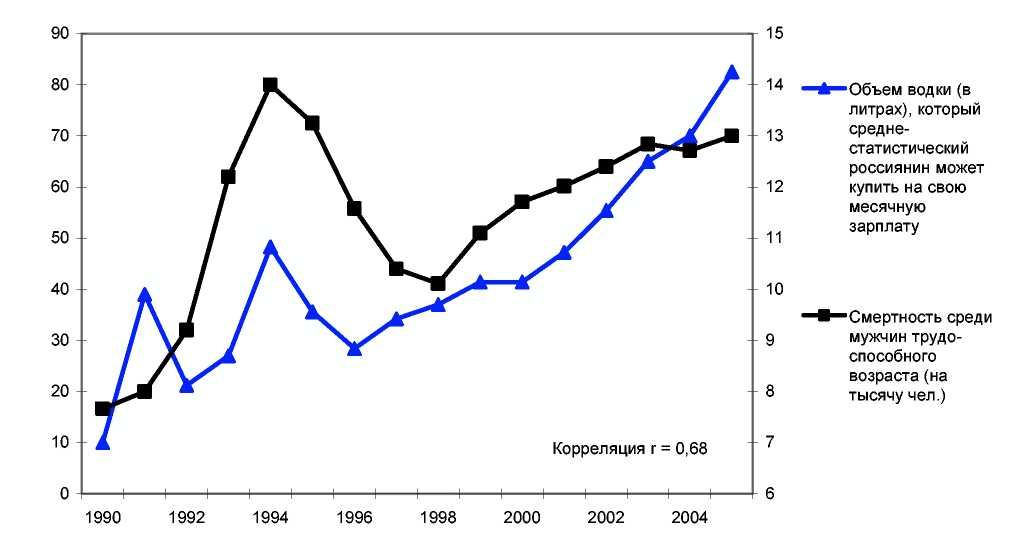 90
80
70
60
50
40
30
20
10
0
15
14
13
12
11
10
9
8
7
6
1990 1992 1994 1996 1998 2000 2002 2004
Корреляция r = 0,68
Объем водки (в
литрах), который
средне-
статистический
россиянин может
купить на свою
месячную
зарплату
Смертность среди
мужчин трудо-
способного
возраста (на
тысячу чел.)